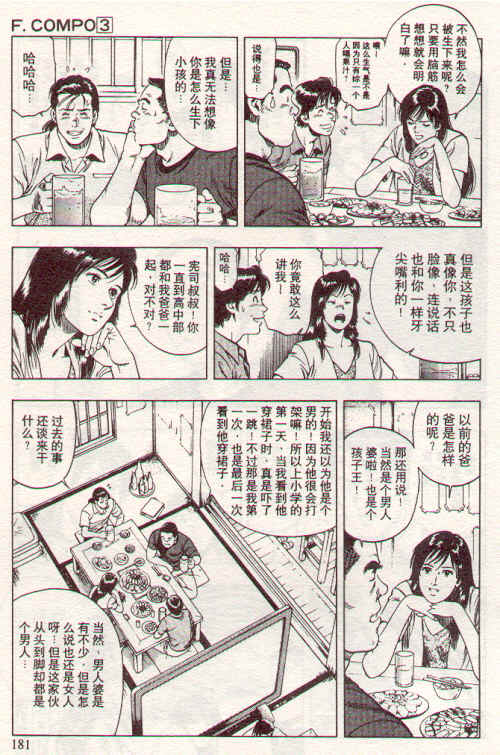 F. COMPO 3
不然我怎么会
被生下来呢?
只要用脑筋
想想就会明
白了嘛。
喂!
这么生气是不是
因为只有妳一个
人喝果汁?
说得也是…
但是…
我真无法想像
你是怎么生下
小孩的…
哈哈
哈哈…
但是这孩子也
真像你,不只
脸像、连说话
也和你一样牙
尖嘴利的!
你竟敢这么
讲我!
哈哈…
宪司叔叔!你
一直到高中部
都和我爸爸一
起,对不对?
以前的爸
爸是怎样
的呢?
那还用说!
当然是个男人
婆啦!也是个
孩子王!
开始我还以为他是个
男的!因为他很会打
架嘛!所以上小学的
第一天、当我看到他
穿裙子时,真是吓了
一跳!不过那是我第
一次、也是最后一次
看到他穿裙子。
过去的事
还谈来干
什么?
当然,男人婆是
有不少,但是怎
么说也还是女人
呀…但是这家伙
从头到脚却都是
个男人…
181